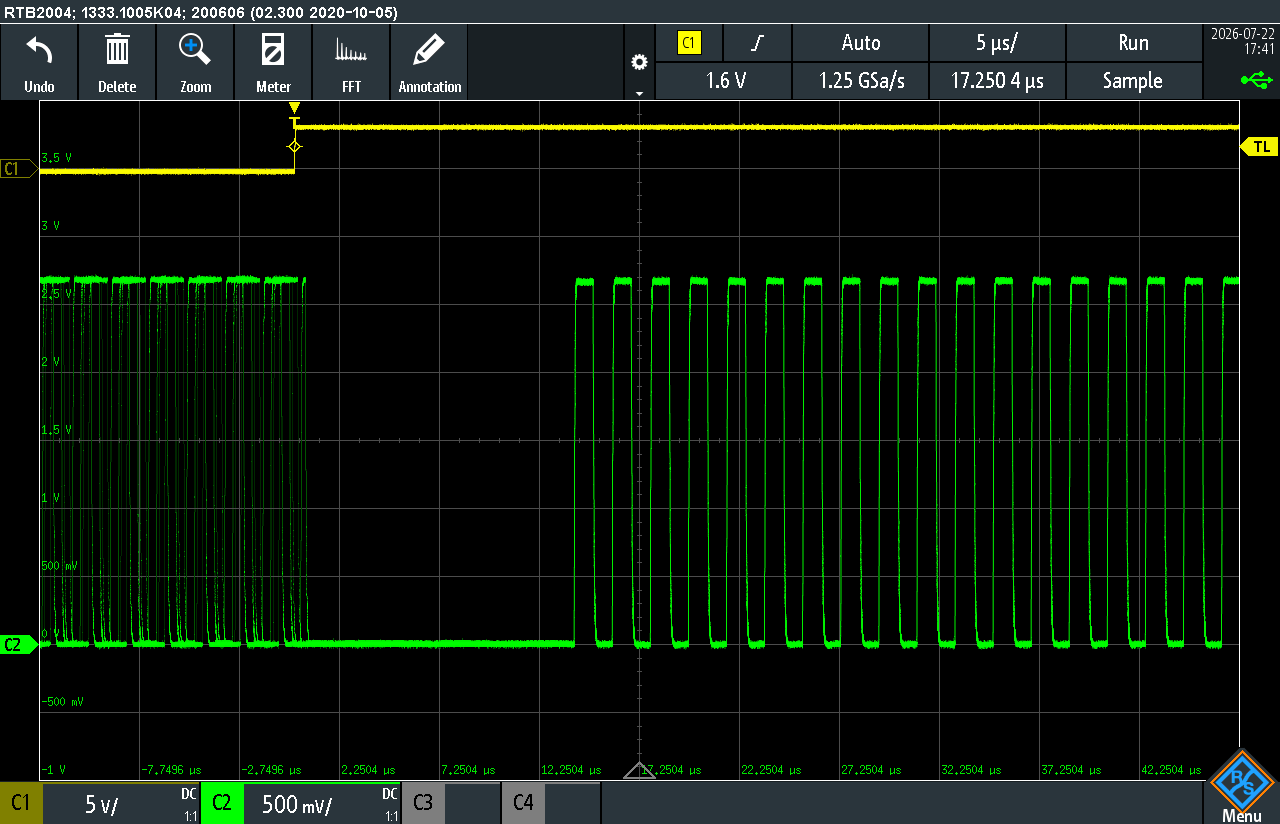 RTB2004; 1333.1005K04; 200606 (02.300 2020-10-05)
Undo
Delete
Zoom
Meter
FFT
Annotation
C1
Auto
5 µs/
Run
1.6 V
1.25 GSa/s
17.250 4 µs
Sample
2026-07-22
17:41
T
C1
TL
3.5 V
3 V
2.5 V
2 V
1.5 V
1 V
500 mV
0 V
C2
-500 mV
-1 V
-7.7496 µs
-2.7496 µs
2.2504 µs
7.2504 µs
12.2504 µs
17.2504 µs
22.2504 µs
27.2504 µs
32.2504 µs
37.2504 µs
42.2504 µs
C1
5 V/
DC
1:1
C2
500 mV/
DC
1:1
C3
C4
R S
Menu